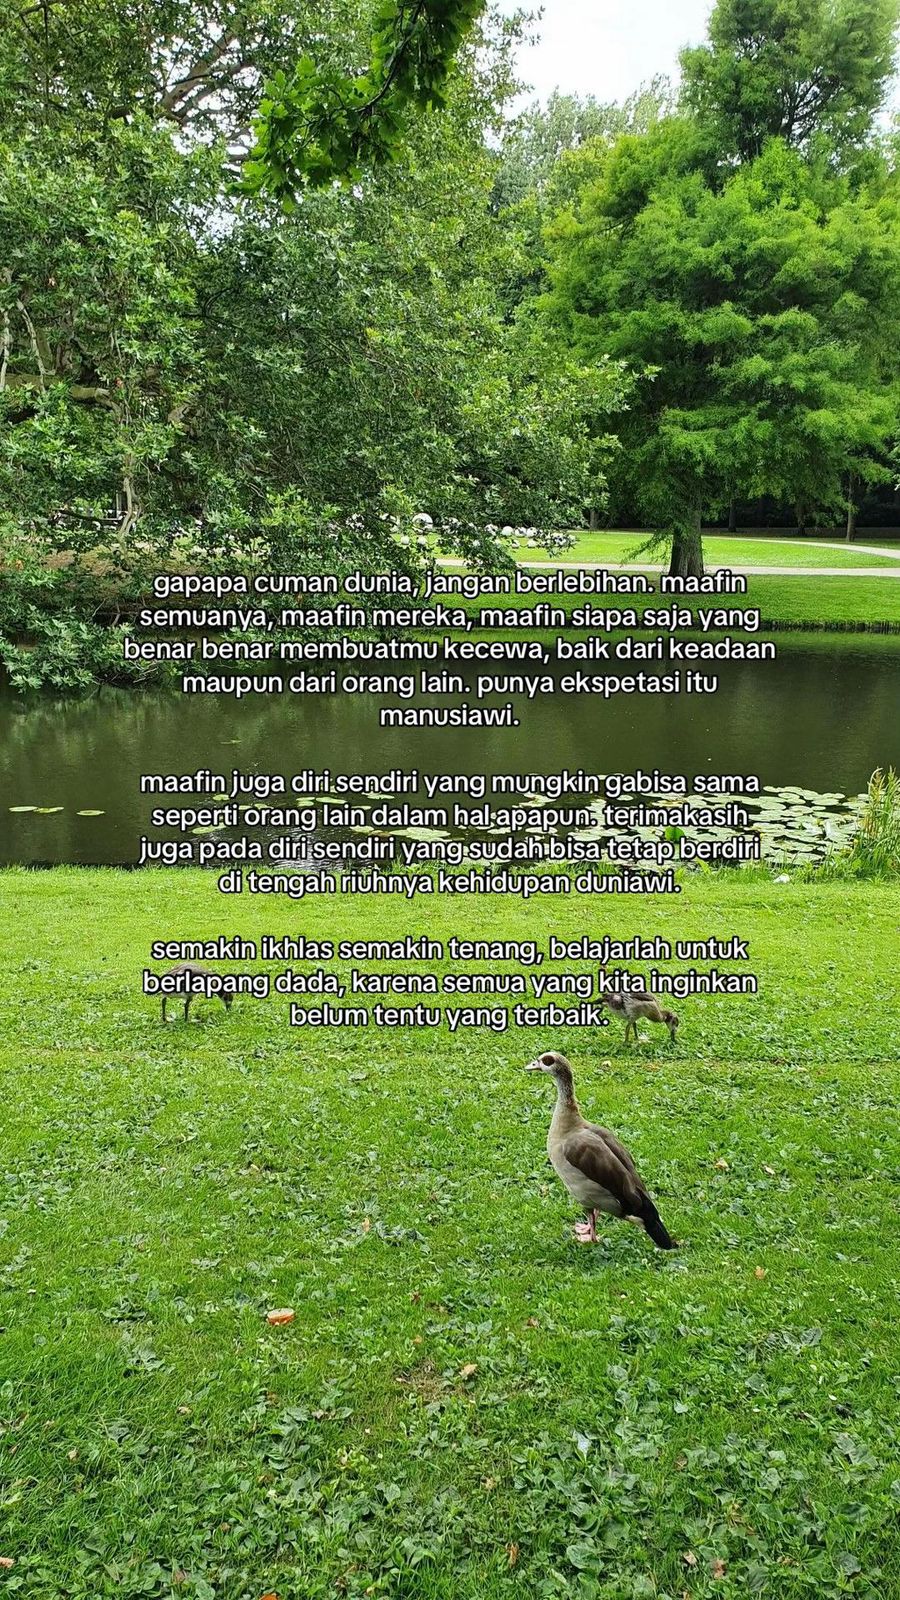 gapapa cuman dunia, jangan berlebihan. maafin
semuanya, maafin mereka, maafin siapa saja yang
benar benar membuatmu kecewa, baik dari keadaan
maupun dari orang lain. punya ekspetasi itu
manusiawi.
maafin juga diri sendiri yang mungkin gabisa sama
seperti orang lain dalam hal apapun. terimakasih
juga pada diri sendiri yang sudah bisa tetap berdiri
di tengah riuhnya kehidupan duniawi.
semakin ikhlas semakin tenang, belajarlah untuk
berlapang dada, karena semua yang kita inginkan
belum tentu yang terbaik.